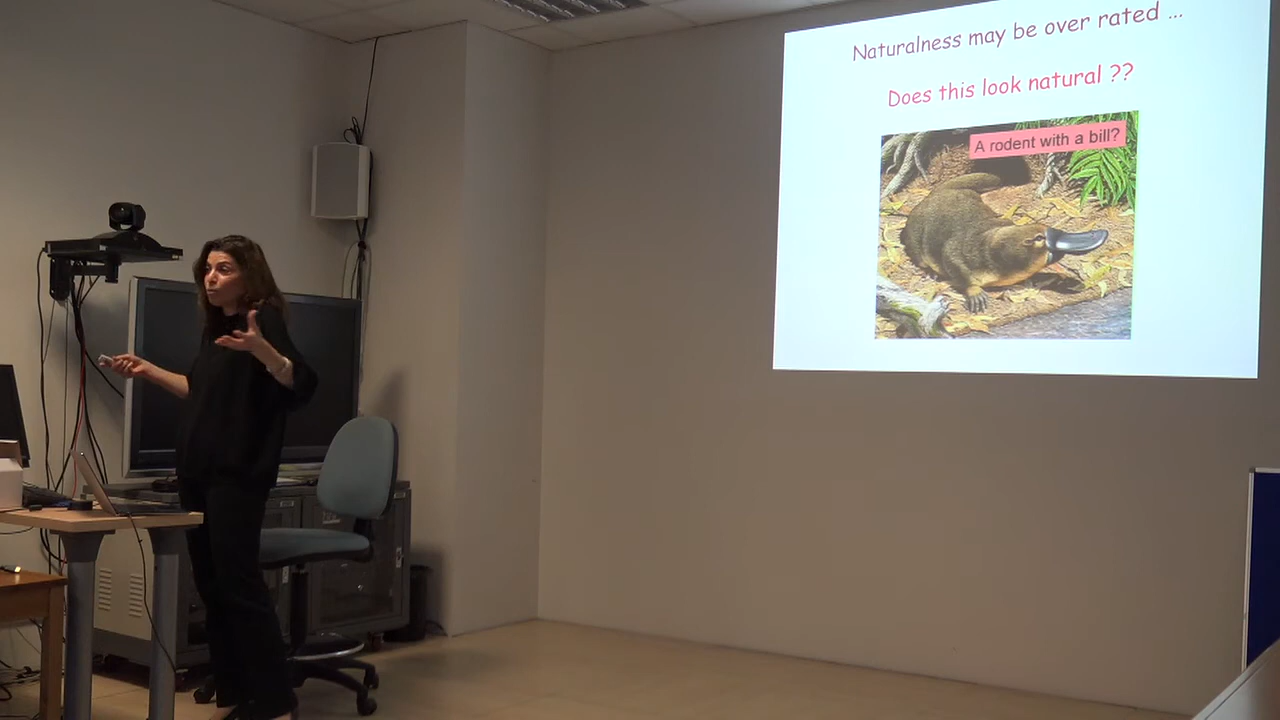 Naturalness may be over rated ...
Does this look natural ??
A rodent with a bill?